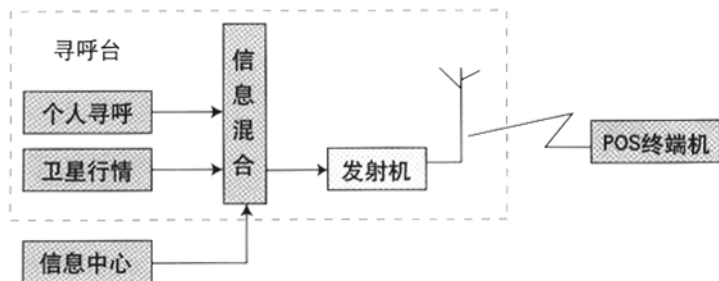 寻呼台
个人寻呼
卫星行情
信息混合
发射机
POS终端机
信息中心